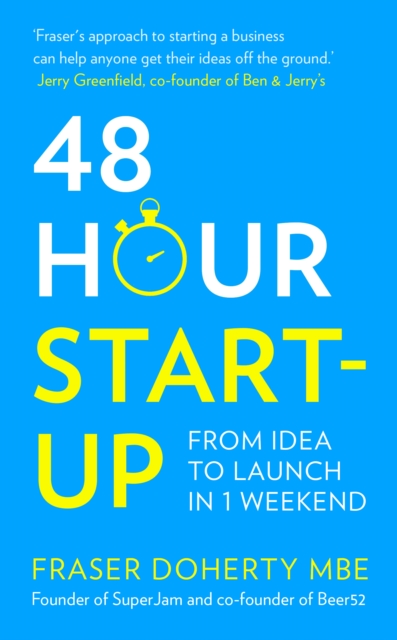 ‘Fraser's approach to starting a business
can help anyone get their ideas off the ground.’
Jerry Greenfield, co-founder of Ben & Jerry's
48
HOUR
START-
UP
FROM IDEA
TO LAUNCH
IN 1 WEEKEND
FRASER DOHERTY MBE
Founder of SuperJam and co-founder of Beer52